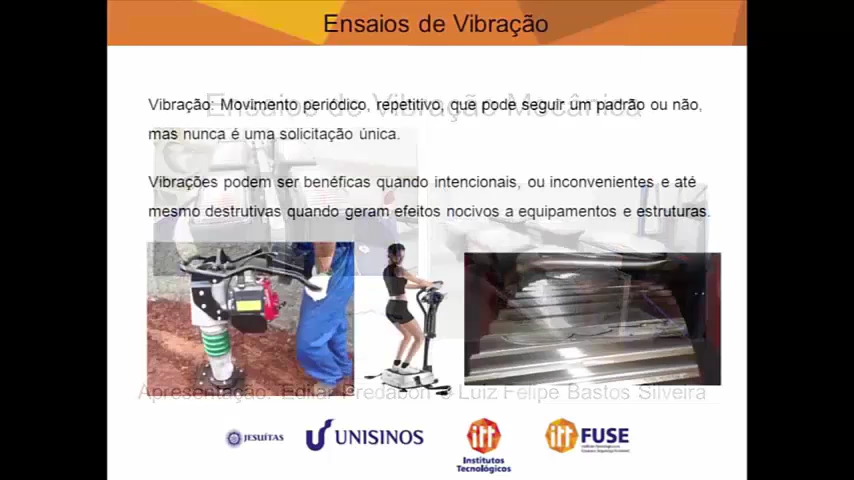 Ensaios de Vibração
Ensaios de Vibração Mecânica
Vibração: Movimento periódico, repetitivo, que pode seguir um padrão ou não,
mas nunca é uma solicitação única.
Vibrações podem ser benéficas quando intencionais, ou inconvenientes e até
mesmo destrutivas quando geram efeitos nocivos a equipamentos e estruturas.
Apresentação: Predabon e Luiz Felipe Bastos Silveira
JESUÍTAS
UNISINOS
itt
Institutos
Tecnológicos
itt
FUSE